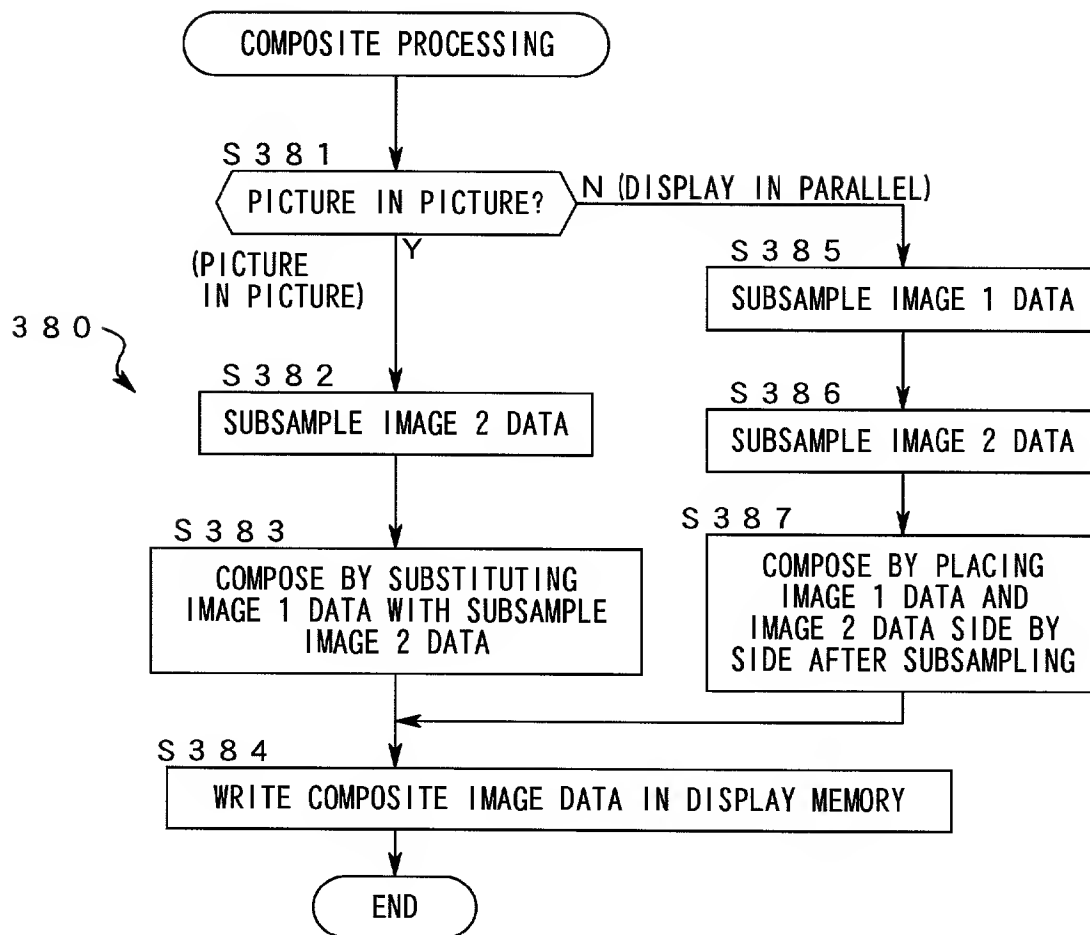 COMPOSITE PROCESSING
S381
PICTURE IN PICTURE?
N (DISPLAY IN PARALLEL)
Y
(PICTURE
IN PICTURE)
380
S382
SUBSAMPLE IMAGE 2 DATA
S383
COMPOSE BY SUBSTITUTING
IMAGE 1 DATA WITH SUBSAMPLE
IMAGE 2 DATA
S385
SUBSAMPLE IMAGE 1 DATA
S386
SUBSAMPLE IMAGE 2 DATA
S387
COMPOSE BY PLACING
IMAGE 1 DATA AND
IMAGE 2 DATA SIDE BY
SIDE AFTER SUBSAMPLING
S384
WRITE COMPOSITE IMAGE DATA IN DISPLAY MEMORY
END